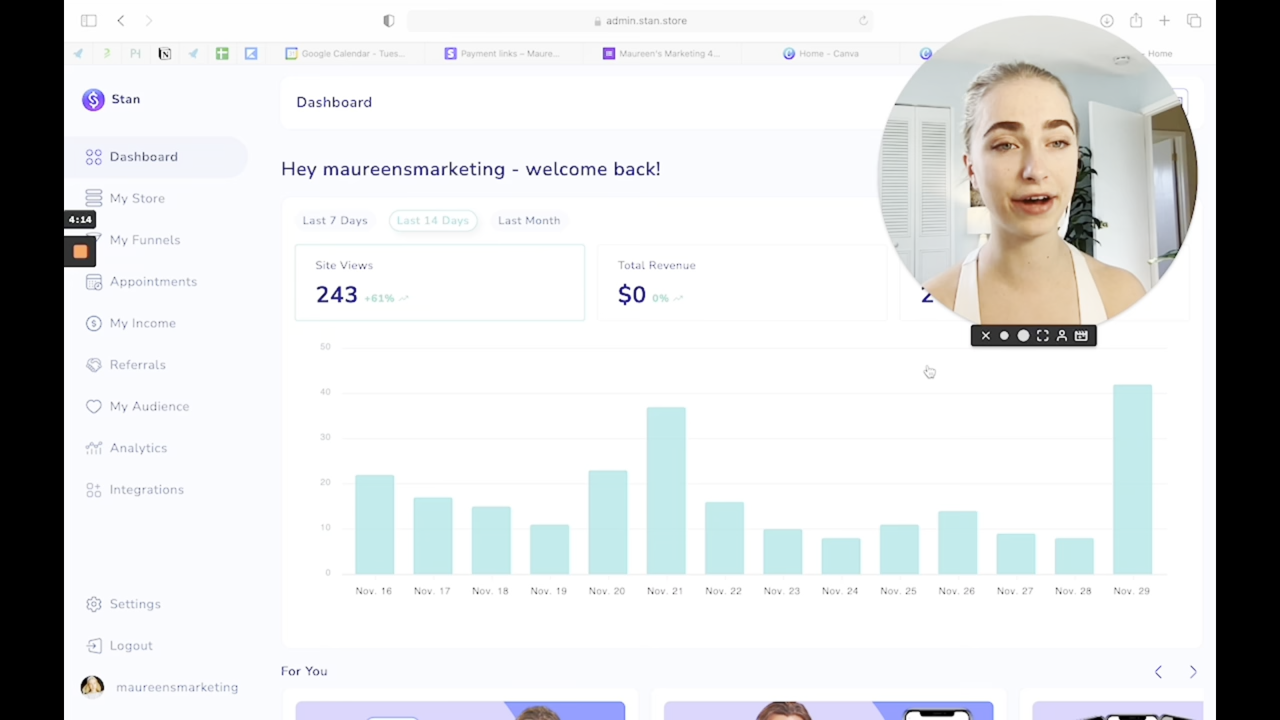 admin.stan.store
Google Calendar - Tues...
Payment links – Maure...
Maureen's Marketing 4...
Home - Canva
Home
Stan
Dashboard
Dashboard
Hey maureensmarketing - welcome back!
My Store
Last 7 Days
Last 14 Days
Last Month
4:14
My Funnels
Site Views
Total Revenue
243 +61%
$0 0%
2
Appointments
My Income
Referrals
My Audience
Analytics
Integrations
50
40
30
20
10
0
Nov. 16
Nov. 17
Nov. 18
Nov. 19
Nov. 20
Nov. 21
Nov. 22
Nov. 23
Nov. 24
Nov. 25
Nov. 26
Nov. 27
Nov. 28
Nov. 29
Settings
Logout
maureensmarketing
For You